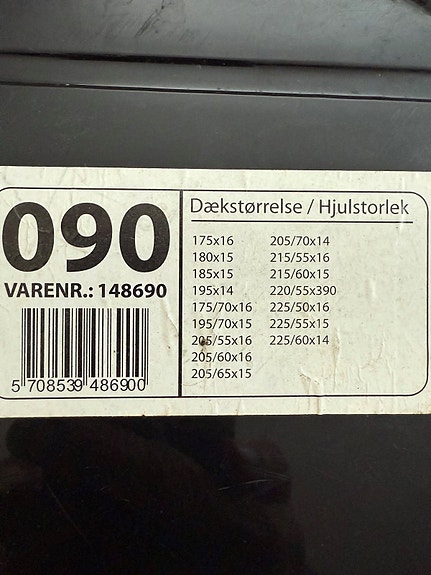 090
VARENR.: 148690
5 708539 486900
Dækstørrelse / Hjulstorlek
175x16
180x15
185x15
195x14
175/70x16
195/70x15
205/55x16
205/60x16
205/65x15
205/70x14
215/55x16
215/60x15
220/55x390
225/50x16
225/55x15
225/60x14